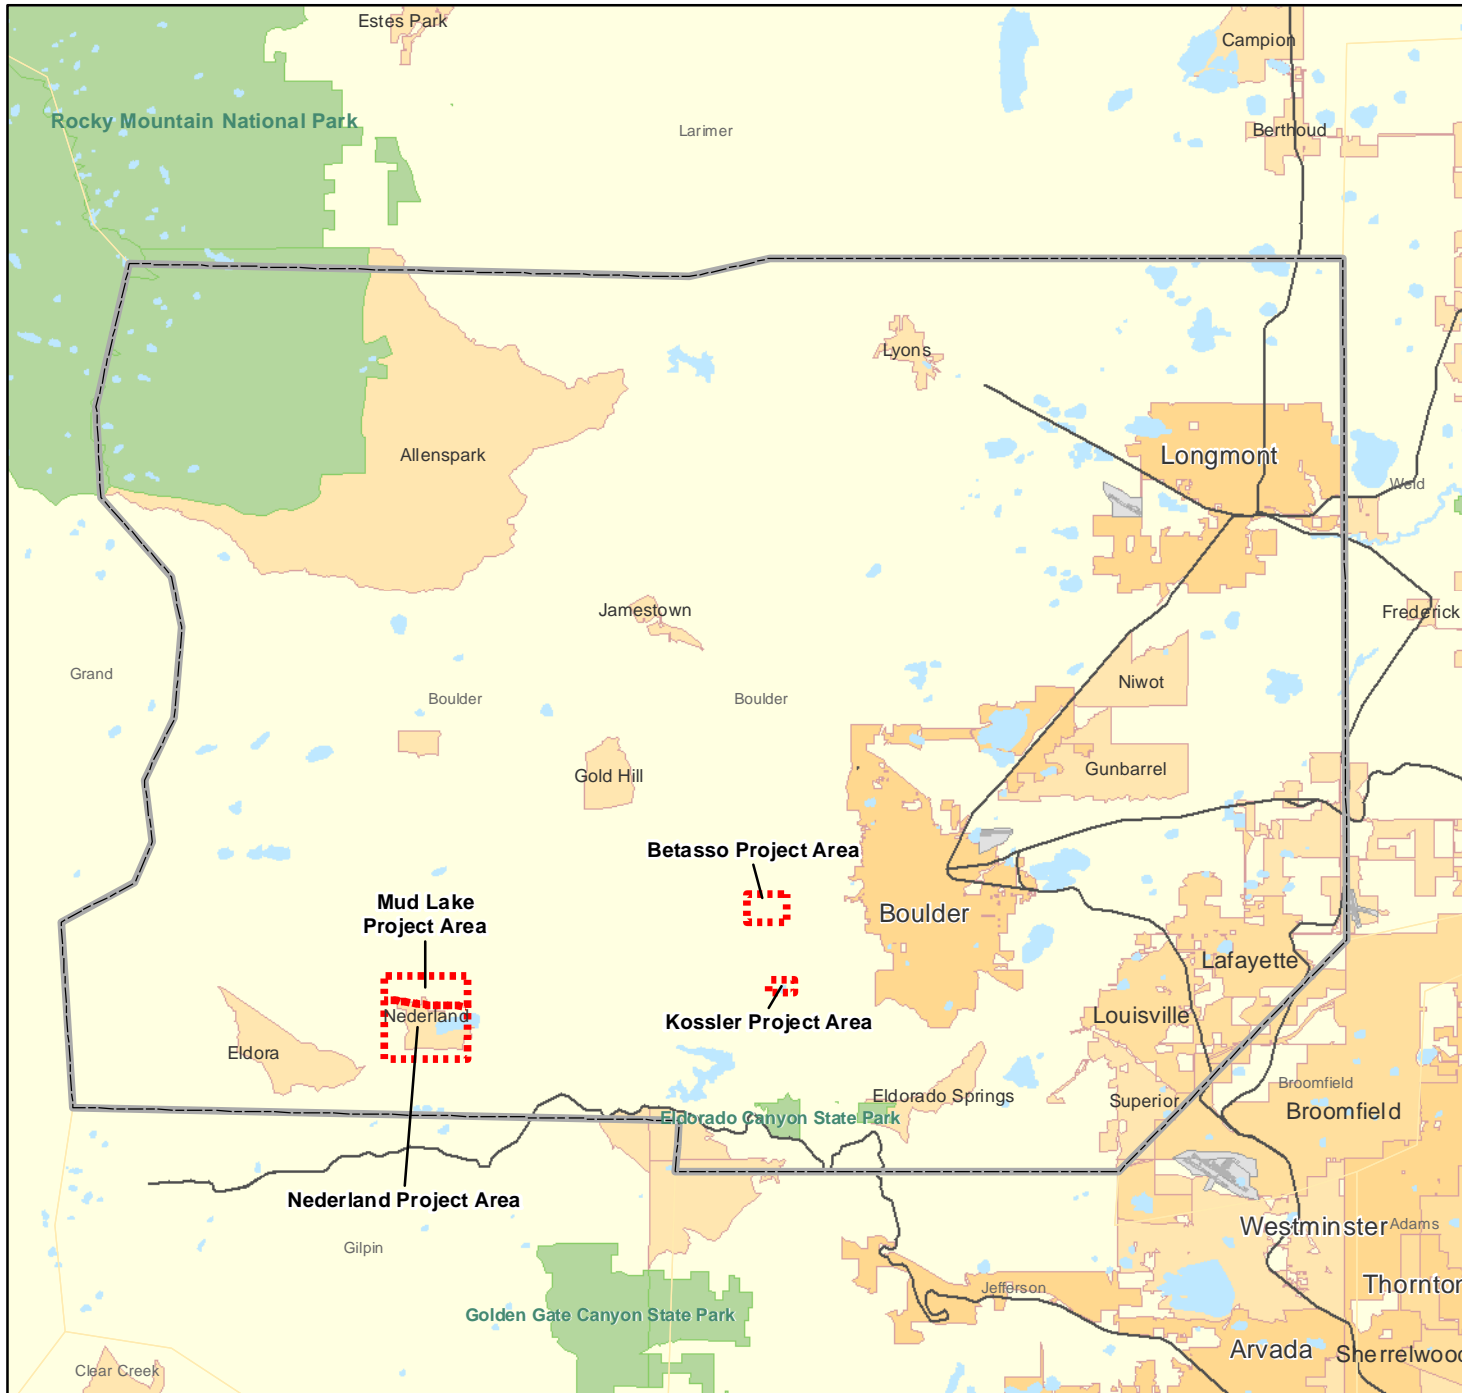 Estes Park
Campion
Rocky Mountain National Park
Larimer
Berthoud
Lyons
Allenspark
Longmont
Weld
Jamestown
Frederick
Grand
Boulder
Boulder
Niwot
Gold Hill
Gunbarrel
Betasso Project Area
Mud Lake
Project Area
Boulder
Lafayette
Nederland
Kossler Project Area
Louisville
Eldora
Eldorado Springs
Superior
Broomfield
Broomfield
Eldorado Canyon State Park
Nederland Project Area
Westminster
Adams
Gilpin
Jefferson
Thornton
Golden Gate Canyon State Park
Arvada
Sherrelwood
Clear Creek